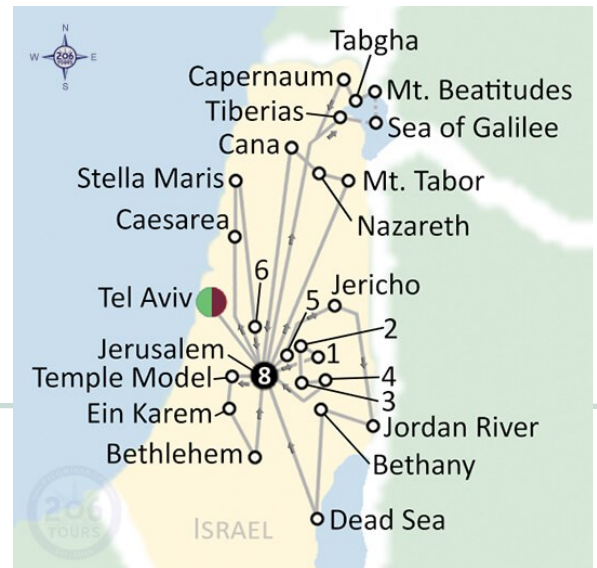 N
W 206 TOURS E
S
Tabgha
Capernaum
Mt. Beatitudes
Tiberias
Sea of Galilee
Cana
Stella Maris
Mt. Tabor
Nazareth
Caesarea
6
Jericho
Tel Aviv
5
2
1
Jerusalem
8
Temple Model
4
3
Ein Karem
Jordan River
Bethlehem
Bethany
206
TOURS
ISRAEL
Dead Sea